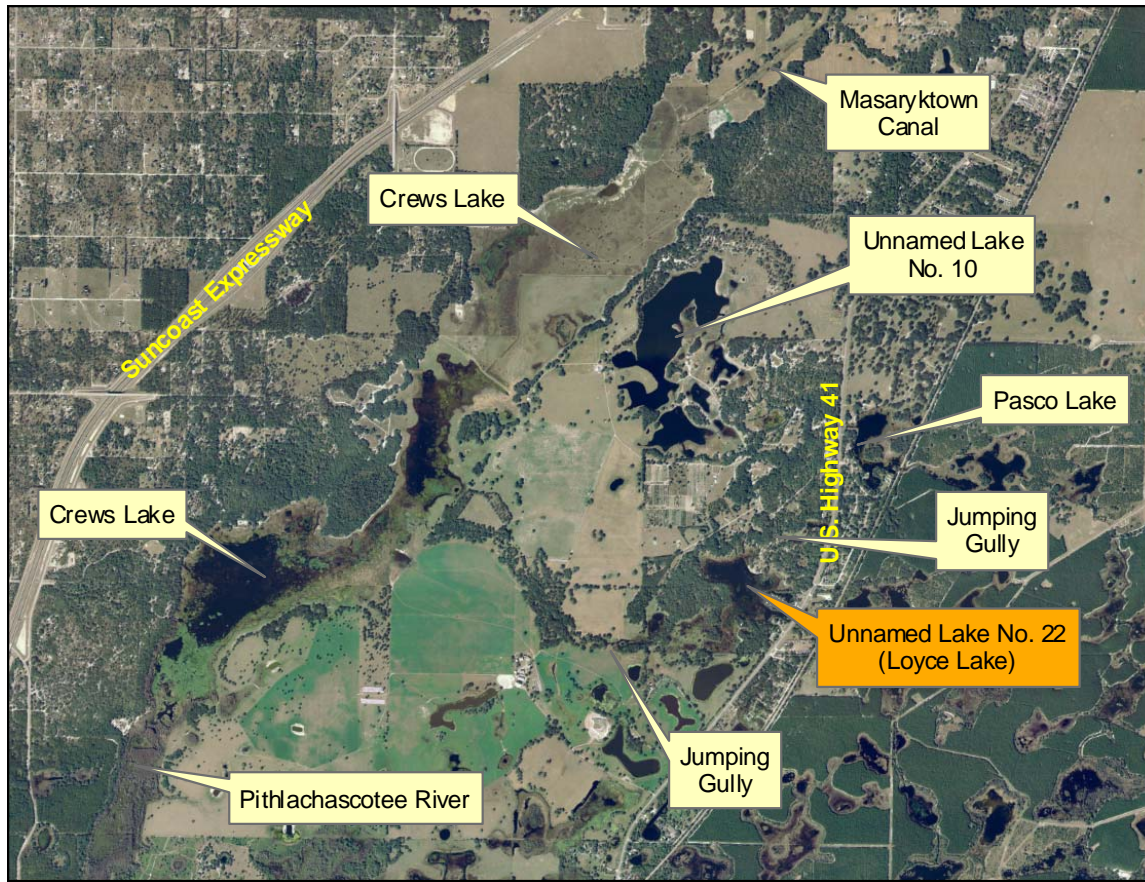 Masaryktown
Canal
Crews Lake
Unnamed Lake
No. 10
Suncoast Expressway
Pasco Lake
U.S. Highway 41
Crews Lake
Jumping
Gully
Unnamed Lake No. 22
(Loyce Lake)
Jumping
Gully
Pithlachascotee River